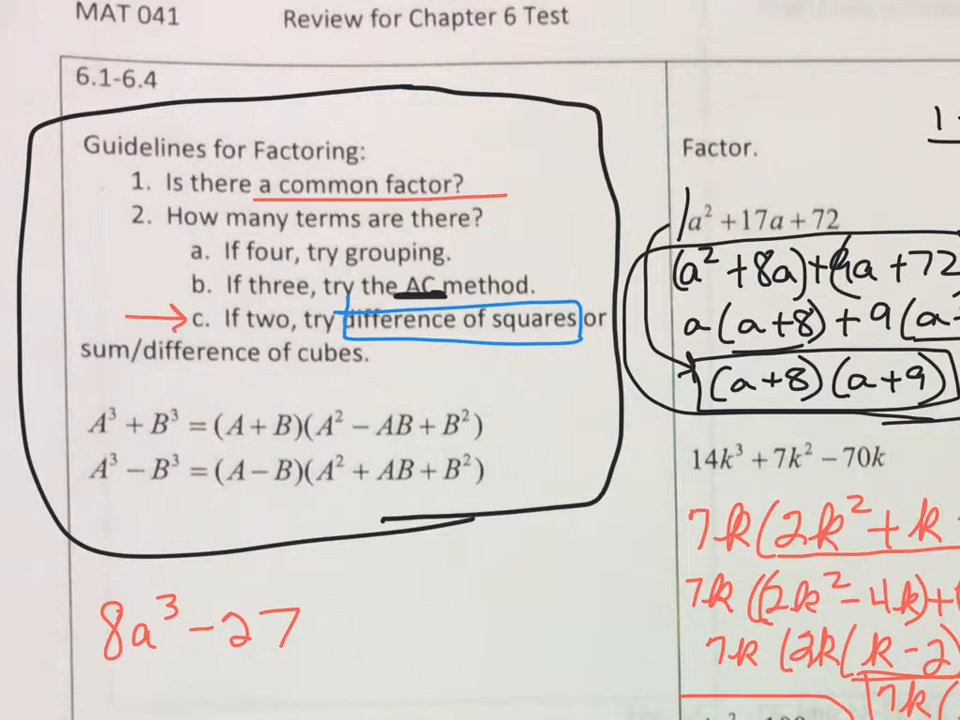 MAT 041 Review for Chapter 6 Test
6.1-6.4
Guidelines for Factoring:
1. Is there a common factor?
2. How many terms are there?
a. If four, try grouping.
b. If three, try the AC method.
c. If two, try difference of squares or
sum/difference of cubes.
A³ + B³ = (A + B)(A² − AB + B²)
A³ − B³ = (A − B)(A² + AB + B²)
8a³ − 27
1
Factor.
1a² + 17a + 72
(a² + 8a) + (9a + 72
a(a+8) + 9(a
(a+8)(a+9)
14k³ + 7k² − 70k
7k(2k² + k
7k((2k² − 4k) + (
7k(2k(k − 2)
7k(